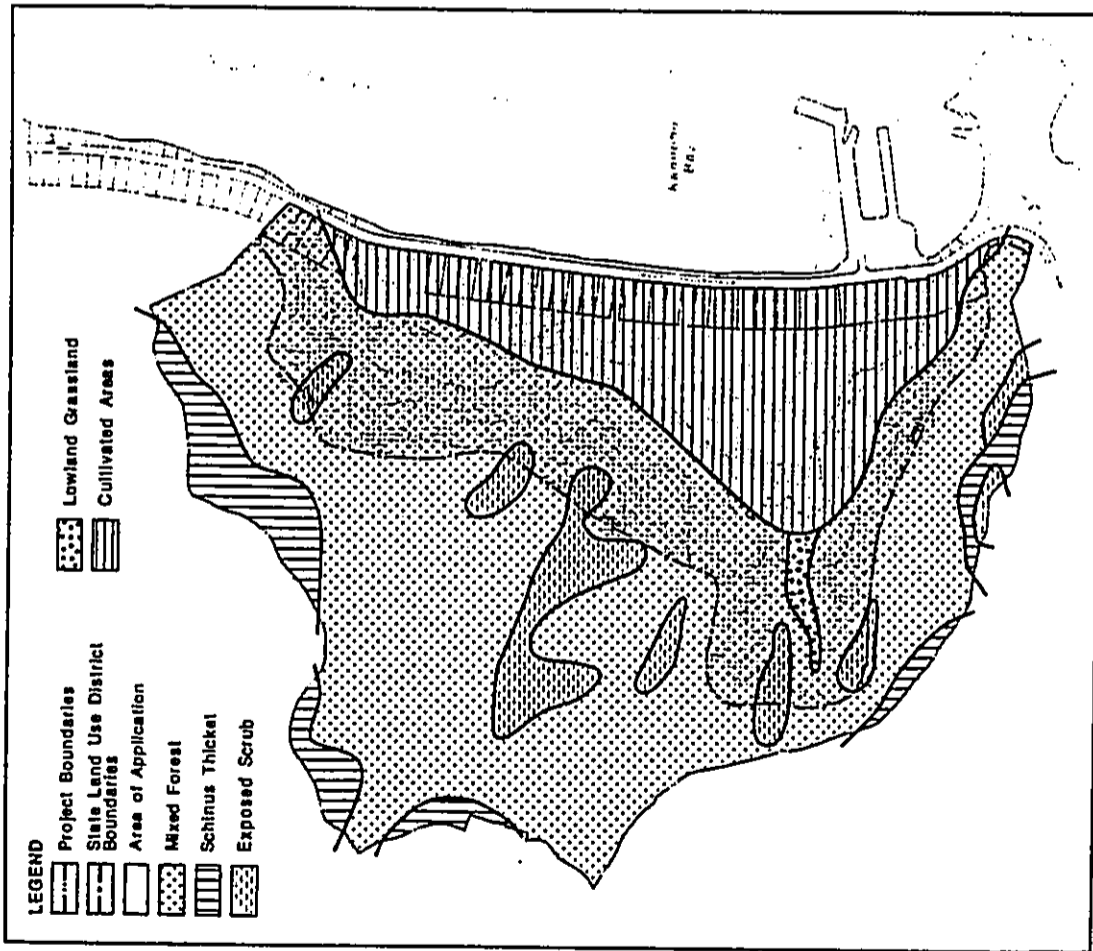 LEGEND
Project Boundaries
State Land Use District
Boundaries
Area of Application
Mixed Forest
Schinus Thicket
Exposed Scrub
Lowland Grassland
Cultivated Areas